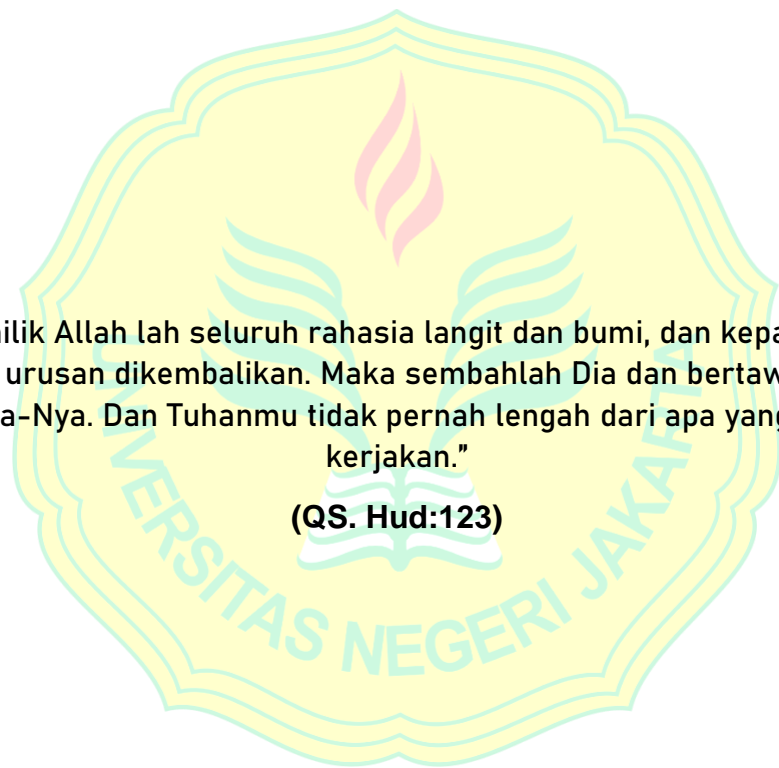 ilik Allah lah seluruh rahasia langit dan bumi, dan kepa
urusan dikembalikan. Maka sembahlah Dia dan bertaw
a-Nya. Dan Tuhanmu tidak pernah lengah dari apa yang
kerjakan.”
(QS. Hud:123)
UNIVERSITAS NEGERI JAKARTA